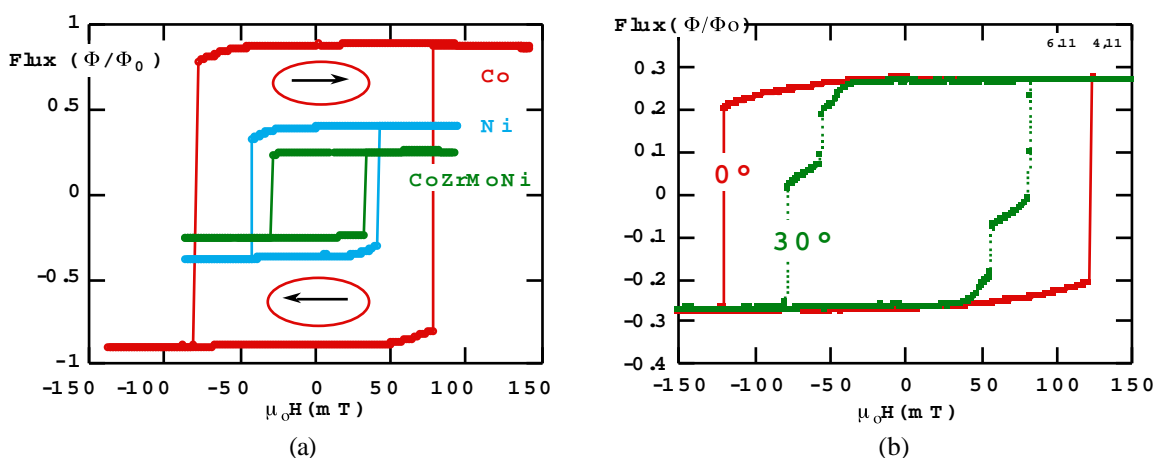 Flux (Φ/Φ0)
1
0.5
0
-0.5
-1
Co
Ni
CoZrMoNi
-150 -100 -50 0 50 100 150
μoH(mT)
(a)
Flux(Φ/Φo)
6,11 4,11
0.3
0.2
0.1
0
-0.1
-0.2
-0.3
-0.4
0°
30°
-150 -100 -50 0 50 100 150
μoH(mT)
(b)